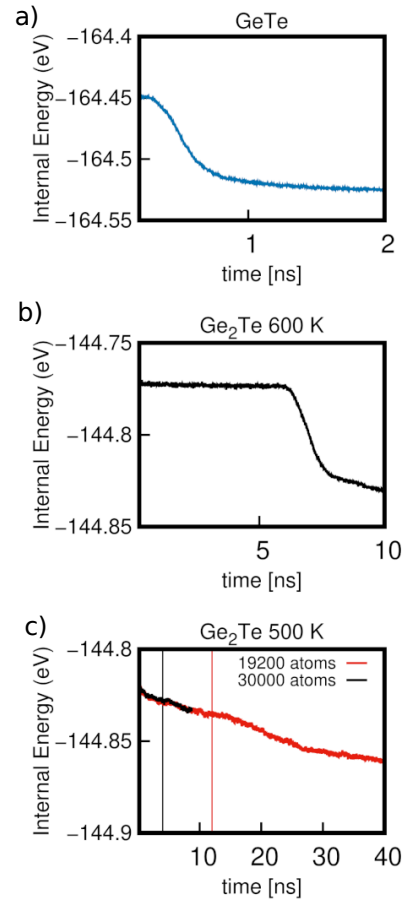 a)
GeTe
Internal Energy (eV)
−164.4
−164.45
−164.5
−164.55
1
2
time [ns]
b)
Ge₂Te 600 K
Internal Energy (eV)
−144.75
−144.8
−144.85
5
10
time [ns]
c)
Ge₂Te 500 K
Internal Energy (eV)
−144.8
−144.85
−144.9
19200 atoms
30000 atoms
10
20
30
40
time [ns]